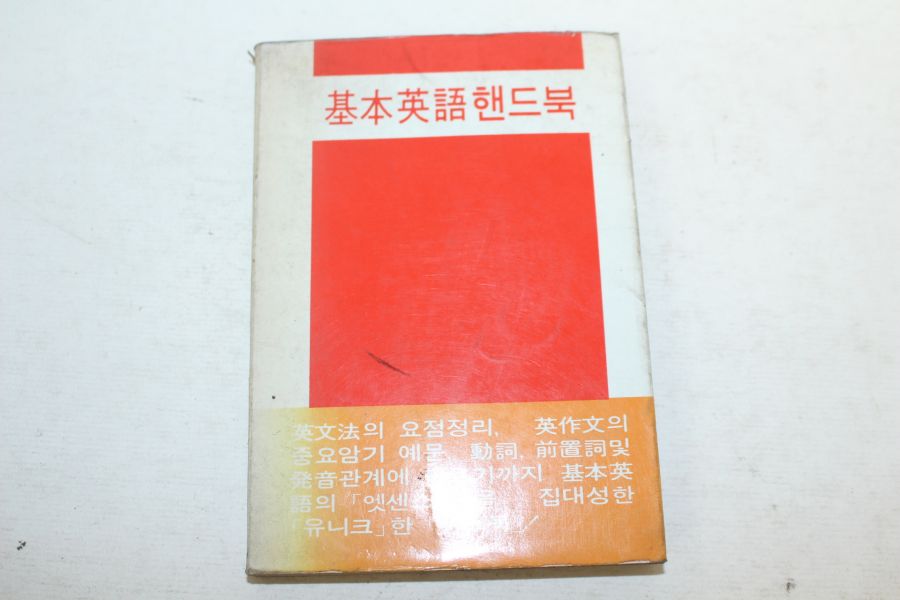 基本英語핸드북
英文法의 요점정리, 英作文의
중요암기 예문, 動詞, 前置詞및
発音관계에 까지 基本英
語의 「엣센 집대성한
「유니크」한